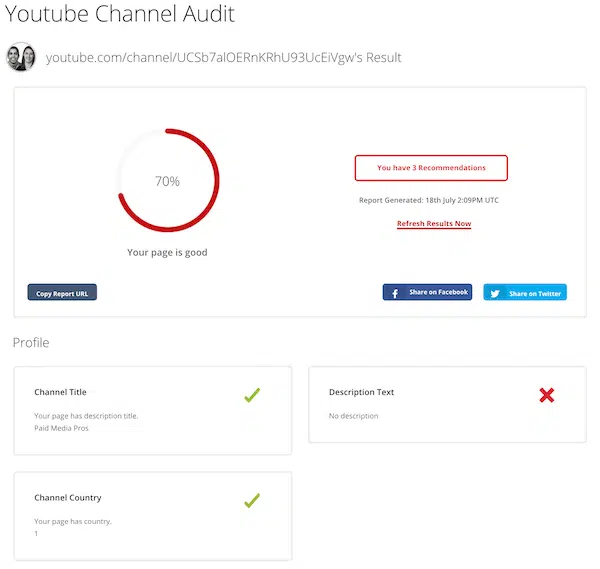 Youtube Channel Audit
youtube.com/channel/UCSb7alOERnKRhU93UcEiVgw's Result
70%
Your page is good
You have 3 Recommendations
Report Generated: 18th July 2:09PM UTC
Refresh Results Now
Copy Report URL
Share on Facebook
Share on Twitter
Profile
Channel Title
Your page has description title.
Paid Media Pros
Description Text
No description
Channel Country
Your page has country.
1